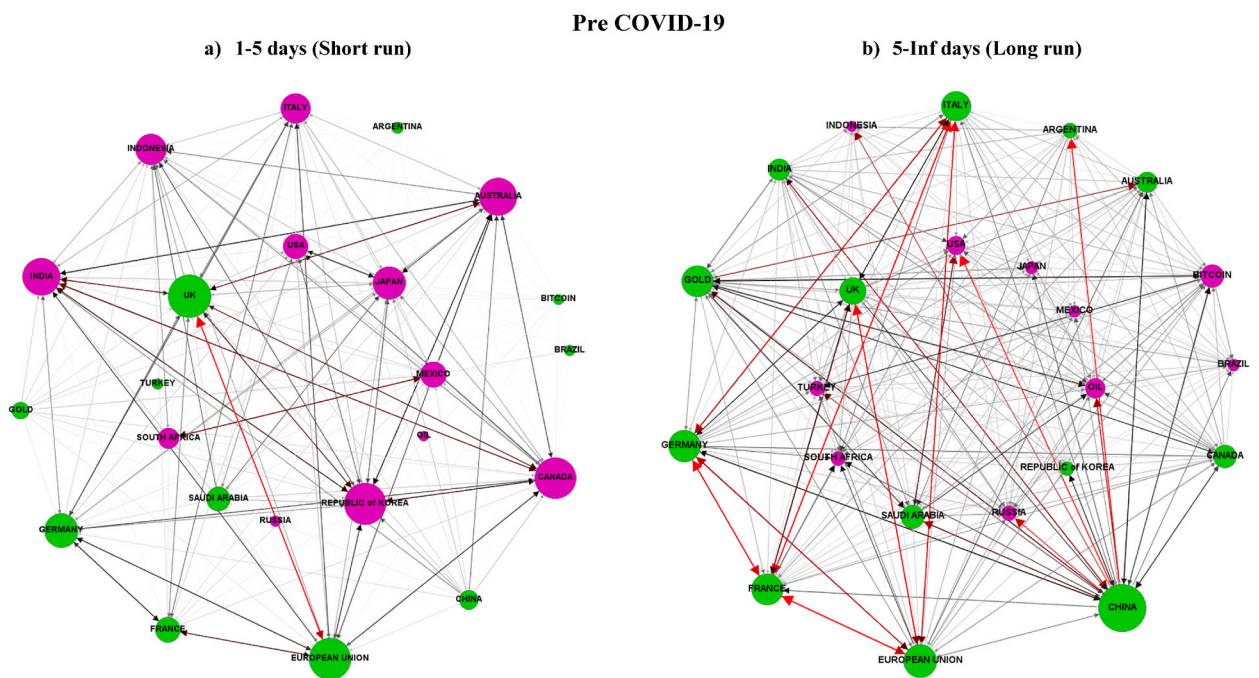 Pre COVID-19
a) 1-5 days (Short run)
b) 5-Inf days (Long run)
ITALY
ARGENTINA
INDONESIA
AUSTRALIA
USA
INDIA
JAPAN
UK
BITCOIN
BRAZIL
MEXICO
TURKEY
GOLD
SOUTH AFRICA
OIL
CANADA
SAUDI ARABIA
REPUBLIC of KOREA
RUSSIA
GERMANY
CHINA
FRANCE
EUROPEAN UNION
ITALY
INDONESIA
ARGENTINA
INDIA
AUSTRALIA
USA
JAPAN
BITCOIN
GOLD
UK
MEXICO
BRAZIL
TURKEY
OIL
GERMANY
SOUTH AFRICA
CANADA
REPUBLIC of KOREA
SAUDI ARABIA
RUSSIA
FRANCE
CHINA
EUROPEAN UNION